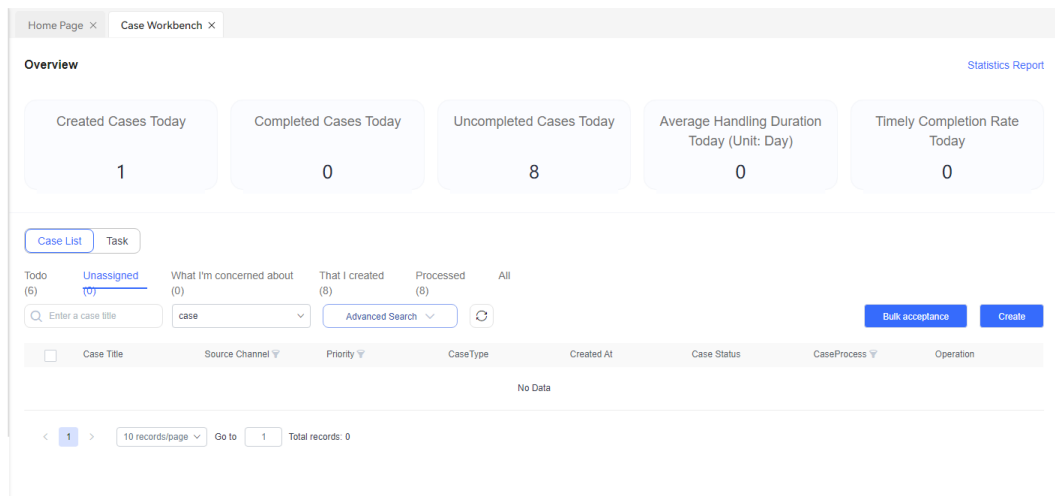 Home Page × Case Workbench ×
Overview Statistics Report
Created Cases Today
1
Completed Cases Today
0
Uncompleted Cases Today
8
Average Handling Duration
Today (Unit: Day)
0
Timely Completion Rate
Today
0
Case List Task
Todo
(6)
Unassigned
(0)
What I'm concerned about
(0)
That I created
(8)
Processed
(8)
All
Enter a case title case Advanced Search Bulk acceptance Create
Case Title Source Channel Priority CaseType Created At Case Status CaseProcess Operation
No Data
< 1 > 10 records/page Go to 1 Total records: 0